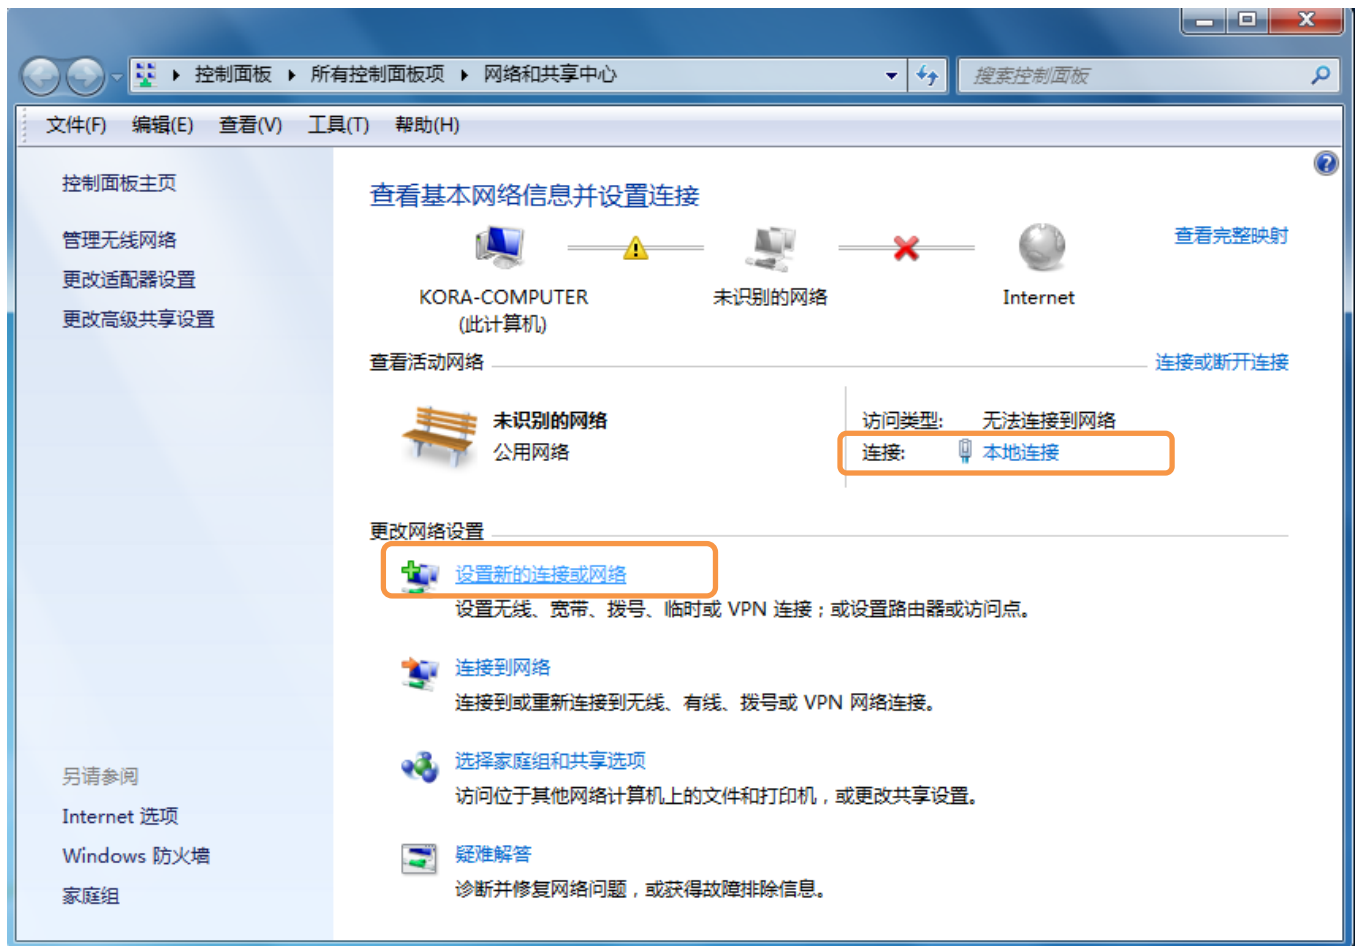 控制面板 ▸ 所有控制面板项 ▸ 网络和共享中心
搜索控制面板
文件(F) 编辑(E) 查看(V) 工具(T) 帮助(H)
控制面板主页
管理无线网络
更改适配器设置
更改高级共享设置
另请参阅
Internet 选项
Windows 防火墙
家庭组
查看基本网络信息并设置连接
查看完整映射
KORA-COMPUTER
(此计算机)
未识别的网络
Internet
查看活动网络
连接或断开连接
未识别的网络
公用网络
访问类型: 无法连接到网络
连接: 本地连接
更改网络设置
设置新的连接或网络
设置无线、宽带、拨号、临时或 VPN 连接；或设置路由器或访问点。
连接到网络
连接到或重新连接到无线、有线、拨号或 VPN 网络连接。
选择家庭组和共享选项
访问位于其他网络计算机上的文件和打印机，或更改共享设置。
疑难解答
诊断并修复网络问题，或获得故障排除信息。